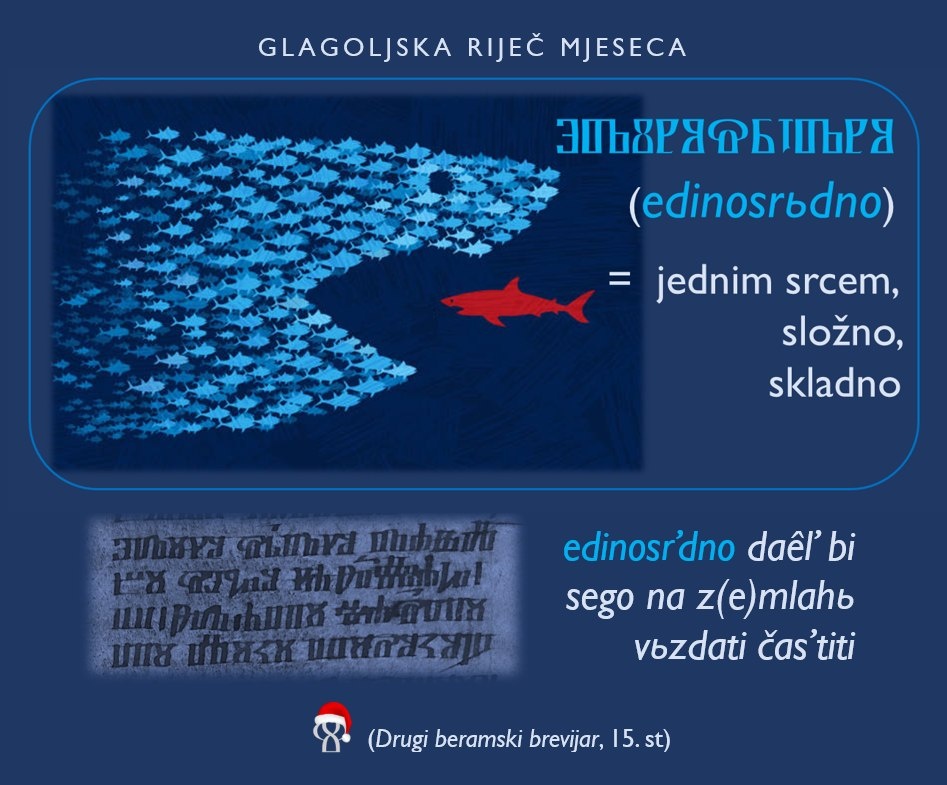 GLAGOLJSKA RIJEČ MJESECA
ⰵⰴⰻⱀⱁⱄⱃⱐⰴⱀⱁ
(edinosrьdno)
= jednim srcem,
složno,
skladno
edinosr’dno daêl’ bi
sego na z(e)mlahь
vьzdati čas’titi
(Drugi beramski brevijar, 15. st)